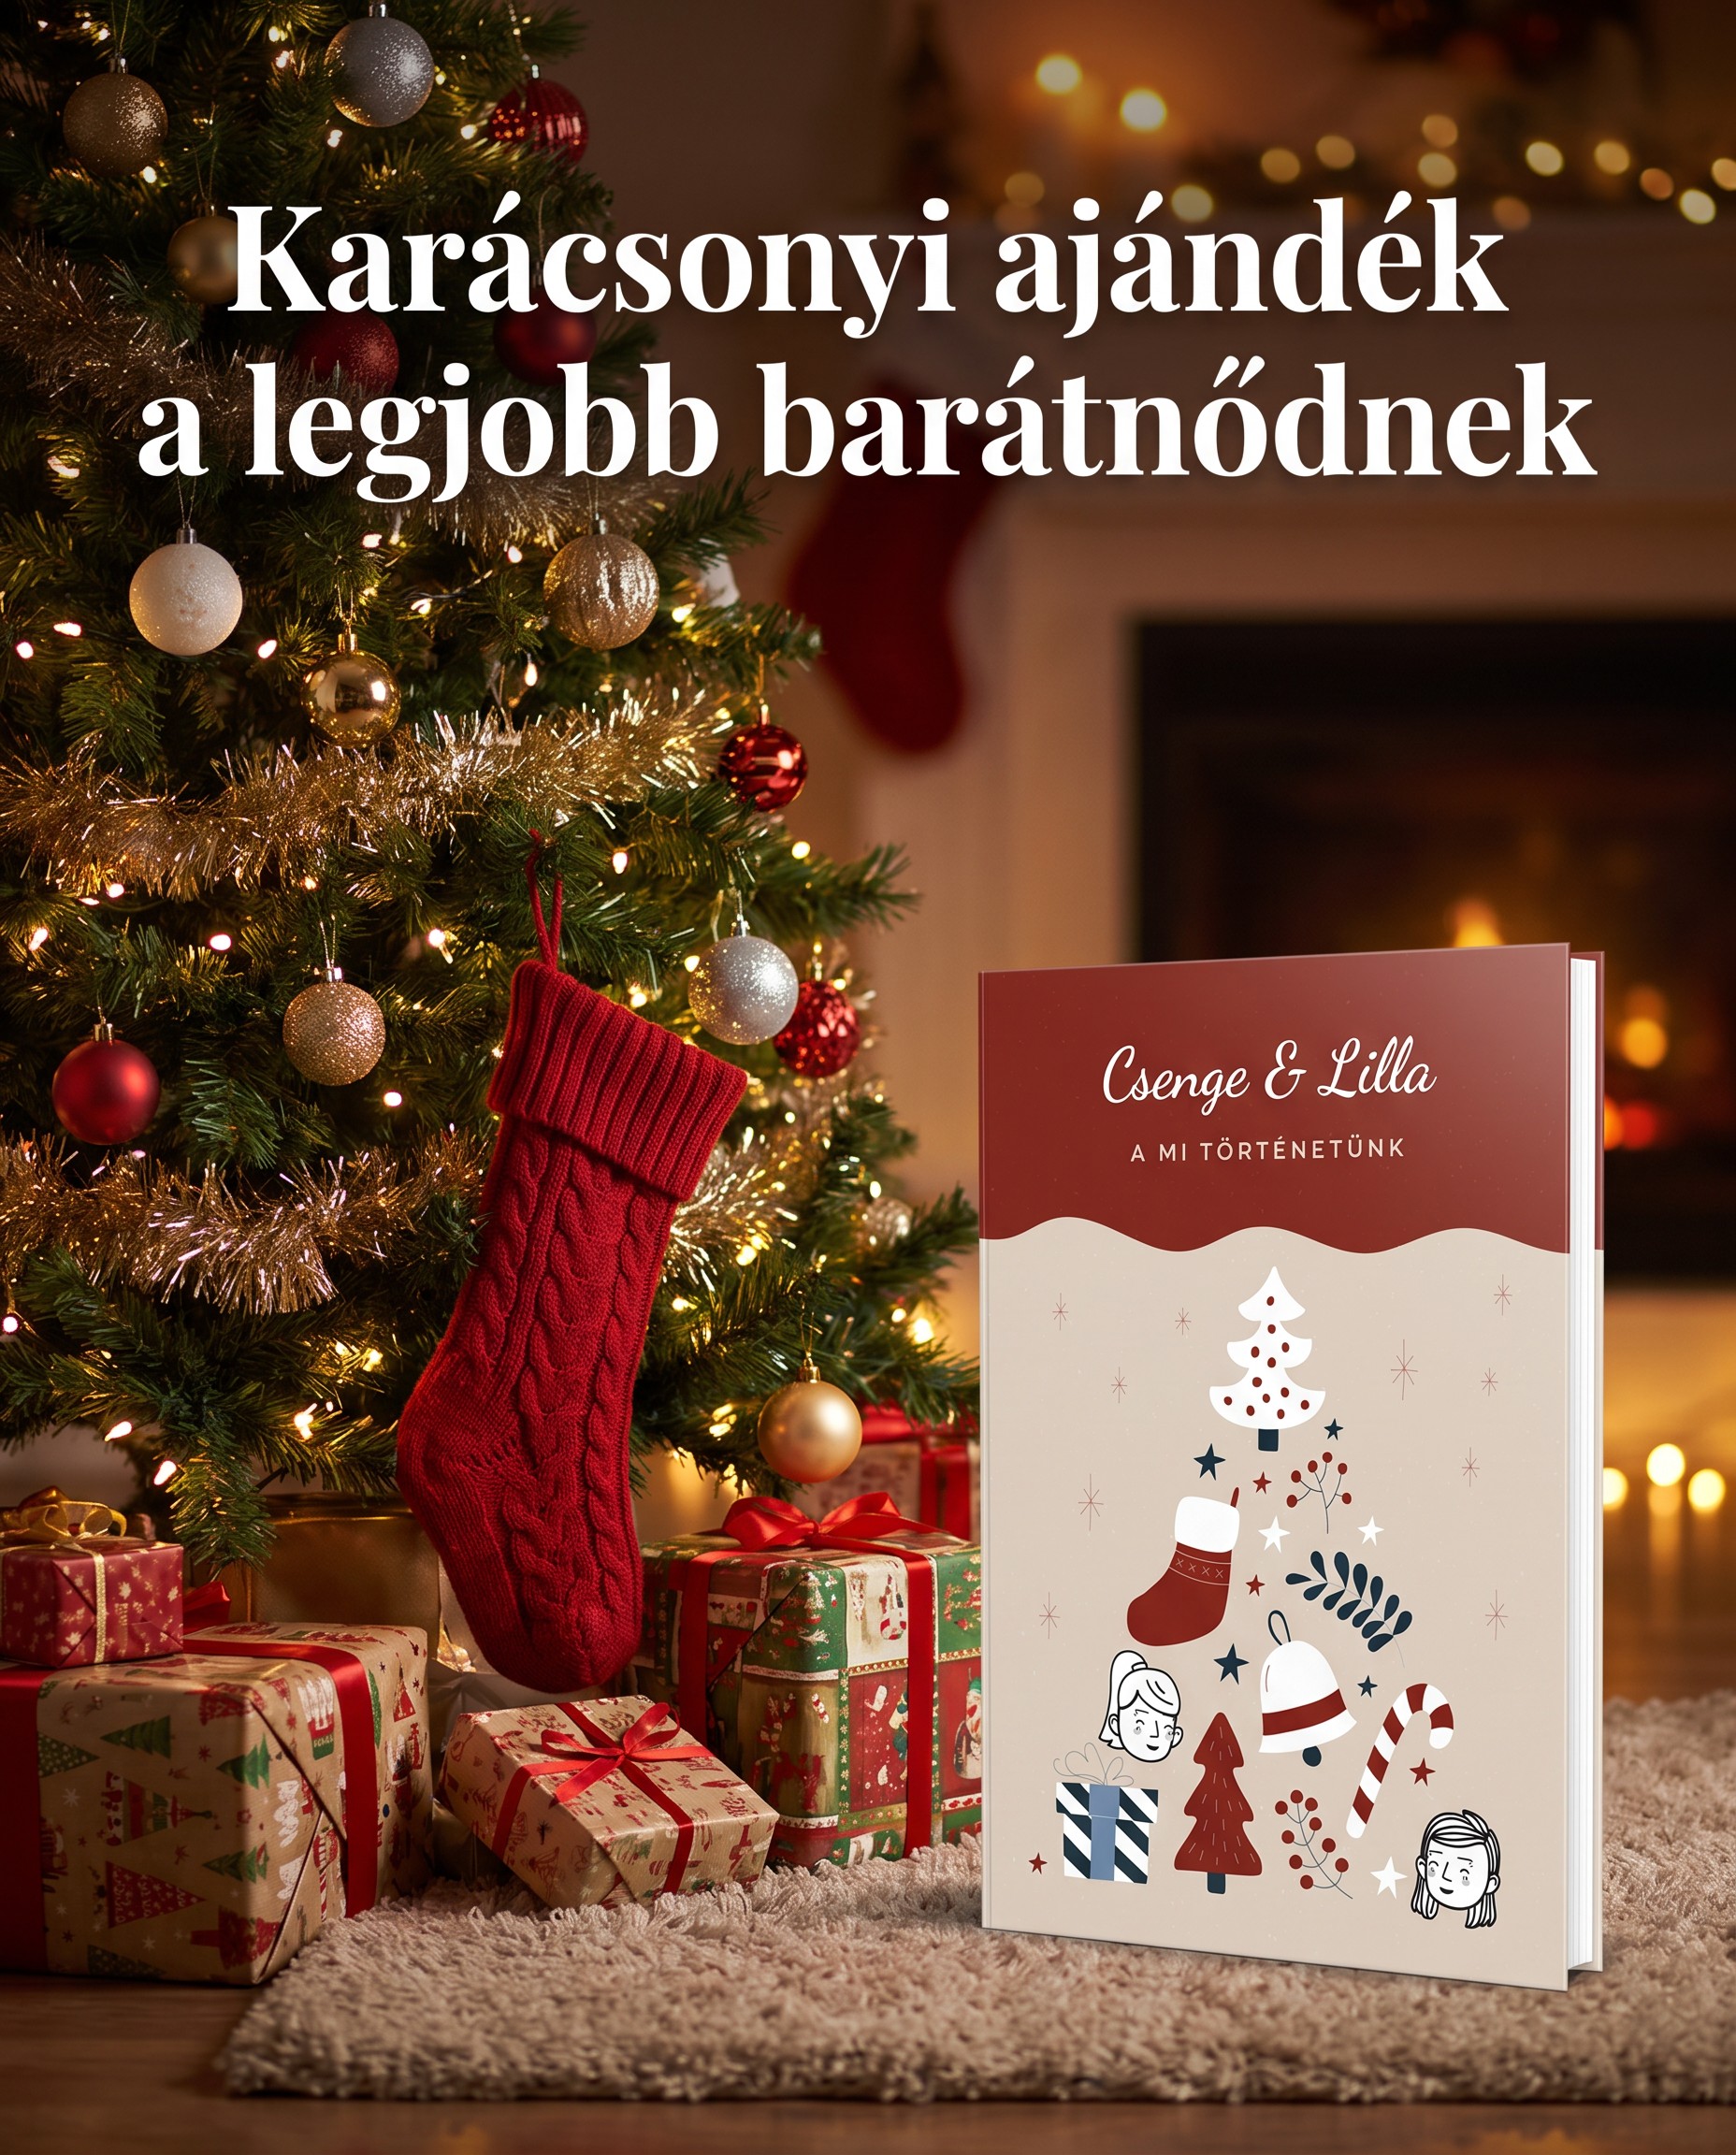 Karácsonyi ajándék
a legjobb barátnődnek
Csenge & Lilla
A MI TÖRTÉNETÜNK